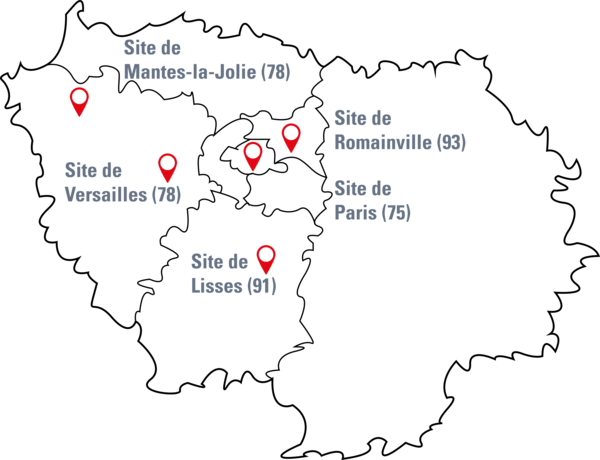 Site de
Mantes-la-Jolie (78)
Site de
Romainville (93)
Site de
Versailles (78)
Site de
Paris (75)
Site de
Lisses (91)